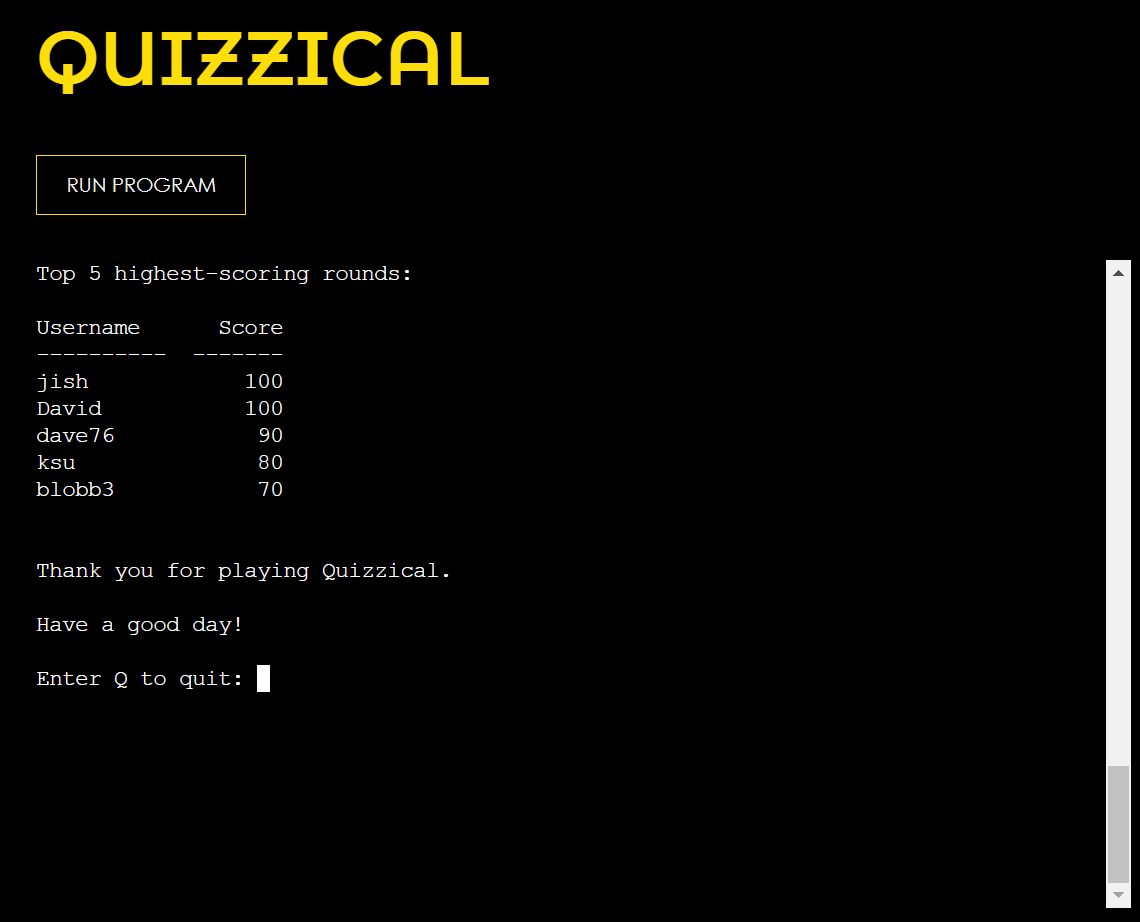 QUIZZICAL
RUN PROGRAM
Top 5 highest-scoring rounds:
Username Score
---------- -------
jish 100
David 100
dave76 90
ksu 80
blobb3 70
Thank you for playing Quizzical.
Have a good day!
Enter Q to quit: